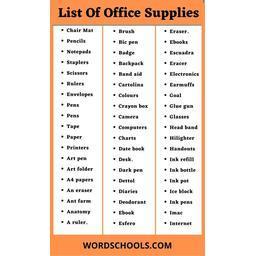 List Of Office Supplies
Chair Mat
Pencils
Notepads
Staplers
Scissors
Rulers
Envelopes
Pens
Pens
Tape
Paper
Printers
Art pen
Art folder
A4 papers
An eraser
Ant farm
Anatomy
A ruler.
Brush
Bic pen
Badge
Backpack
Band aid
Cartolina
Colours
Crayon box
Camera
Computers
Charts
Date book
Desk.
Dark pen
Dettol
Diaries
Deodorant
Ebook
Esfero
Eraser.
Ebooks
Escuadra
Eracer
Electronics
Earmuffs
Goal
Glue gun
Glasses
Head band
Hilighter
Handouts
Ink refill
Ink bottle
Ink pot
Ice block
Ink pens
Imac
Internet
WORDSCHOOLS.COM